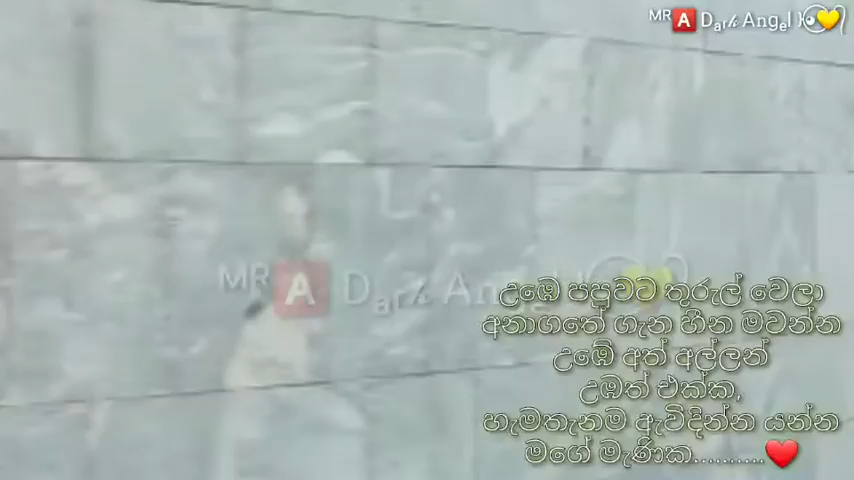 MR A Dark Angel
MR A Dark Angel
උඹෙ පපුවට තුරුල් වෙලා
අනාගතේ ගැන හීන මවන්න
උඹේ අත් අල්ලන්
උඹත් එක්ක,
හැමතැනම ඇවිදින්න යන්න
මගේ මැණික..........❤️